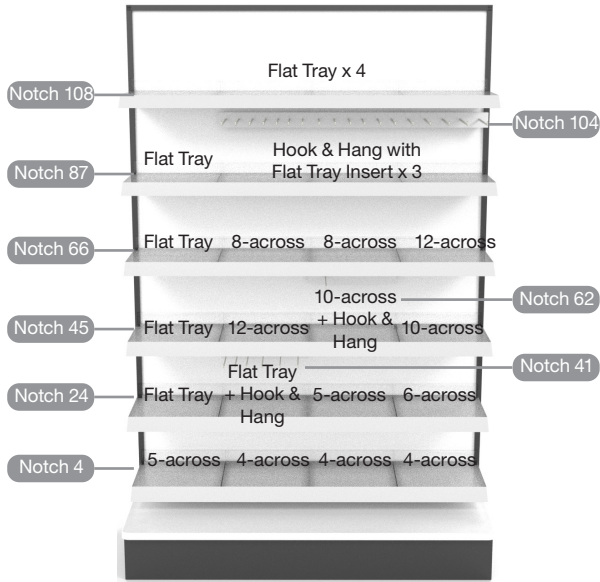 Flat Tray x 4
Notch 108
Notch 104
Flat Tray
Hook & Hang with
Flat Tray Insert x 3
Notch 87
Flat Tray 8-across 8-across 12-across
Notch 66
10-across
+ Hook &
Hang
Notch 62
Flat Tray 12-across 10-across
Notch 45
Notch 41
Flat Tray
+ Hook &
Hang
Flat Tray 5-across 6-across
Notch 24
5-across 4-across 4-across 4-across
Notch 4